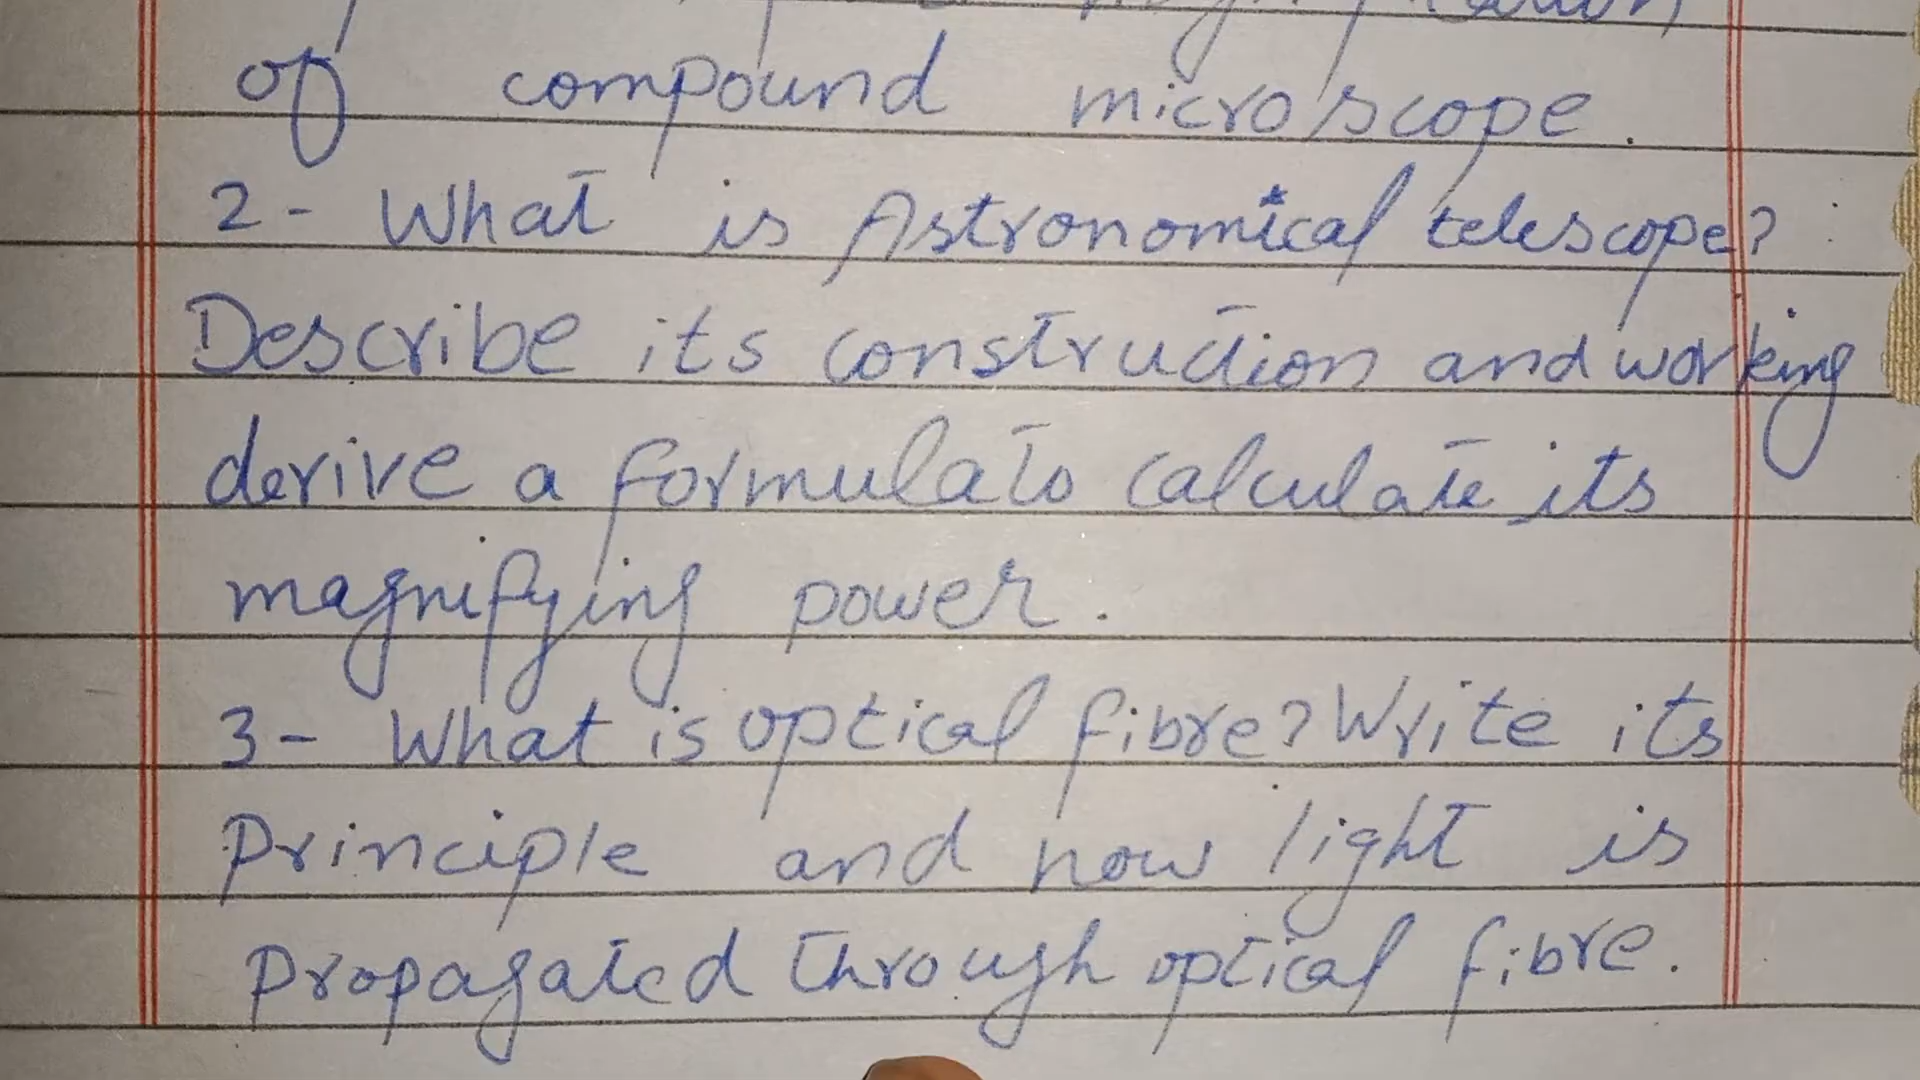 of compound microscope.
2- What is Astronomical telescope?
Describe its construction and working
derive a formula to calculate its
magnifying power.
3- What is optical fibre? Write its
Principle and how light is
propagated through optical fibre.